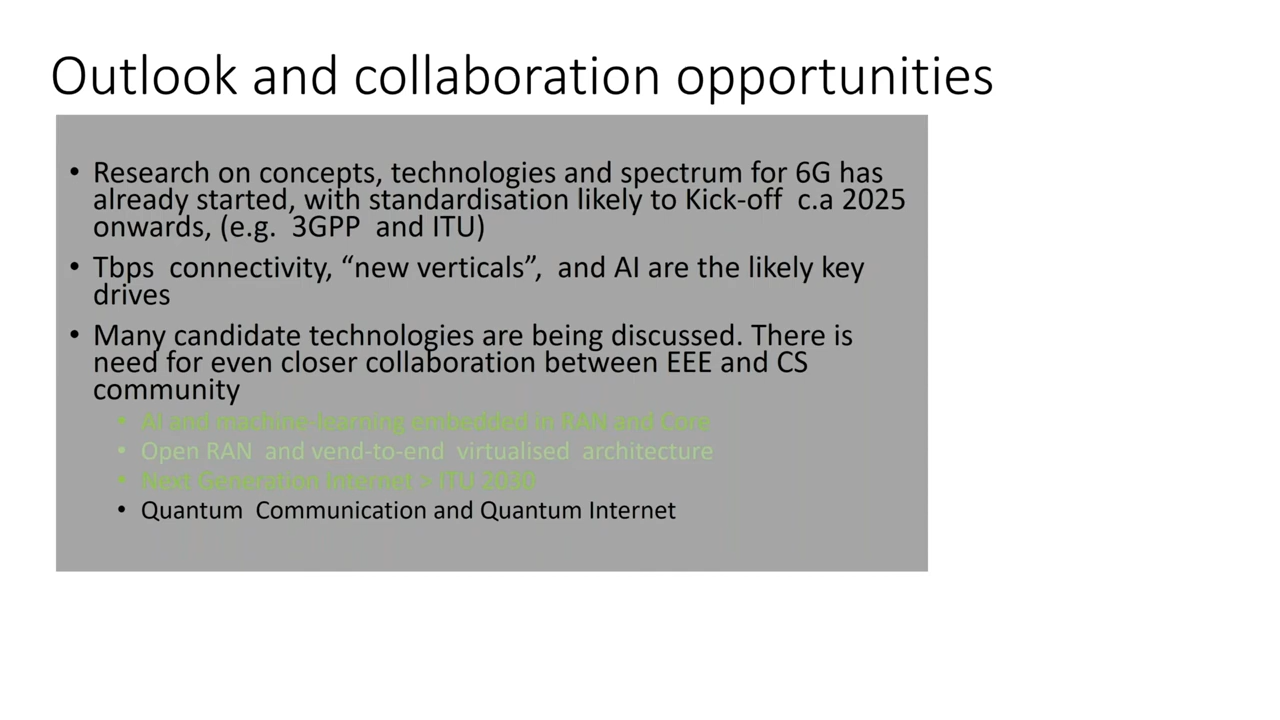 Outlook and collaboration opportunities
• Research on concepts, technologies and spectrum for 6G has
already started, with standardisation likely to Kick-off c.a 2025
onwards, (e.g. 3GPP and ITU)
• Tbps connectivity, “new verticals”, and AI are the likely key
drives
• Many candidate technologies are being discussed. There is
need for even closer collaboration between EEE and CS
community
• AI and machine-learning embedded in RAN and Core
• Open RAN and vend-to-end virtualised architecture
• Next Generation Internet > ITU 2030
• Quantum Communication and Quantum Internet